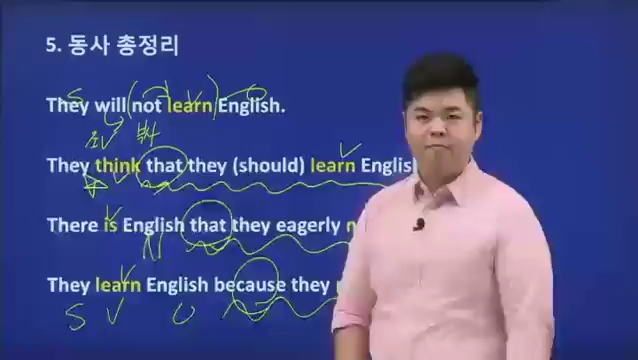 5. 동사 총정리
They will not learn English.
They think that they (should) learn Englis
There is English that they eagerly
They learn English because they
S V O